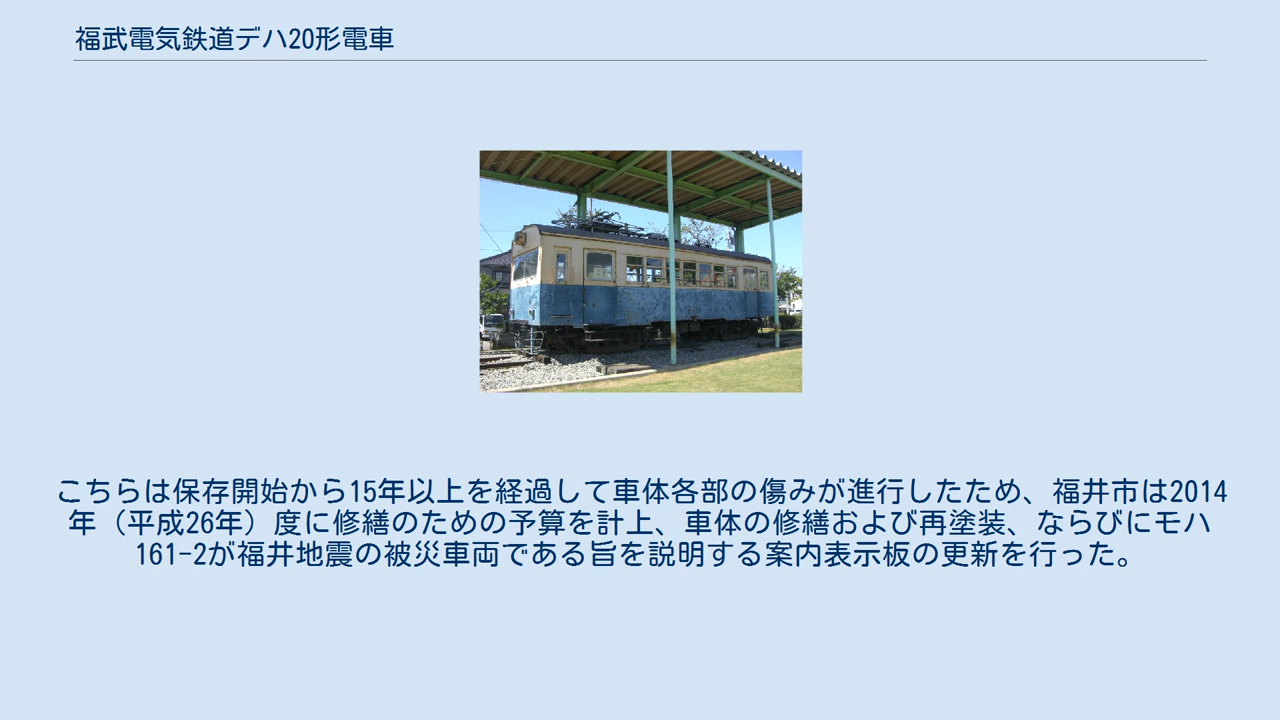 福武電気鉄道デハ20形電車
こちらは保存開始から15年以上を経過して車体各部の傷みが進行したため、福井市は2014
年（平成26年）度に修繕のための予算を計上、車体の修繕および再塗装、ならびにモハ
161-2が福井地震の被災車両である旨を説明する案内表示板の更新を行った。